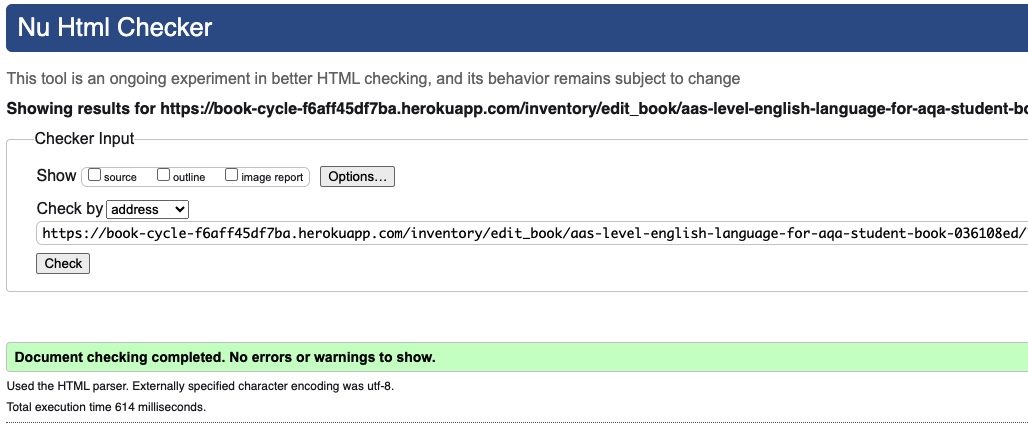 Nu Html Checker
This tool is an ongoing experiment in better HTML checking, and its behavior remains subject to change
Showing results for https://book-cycle-f6aff45df7ba.herokuapp.com/inventory/edit_book/aas-level-english-language-for-aqa-student-bo
Checker Input
Show source outline image report Options...
Check by address
https://book-cycle-f6aff45df7ba.herokuapp.com/inventory/edit_book/aas-level-english-language-for-aqa-student-book-036108ed/
Check
Document checking completed. No errors or warnings to show.
Used the HTML parser. Externally specified character encoding was utf-8.
Total execution time 614 milliseconds.